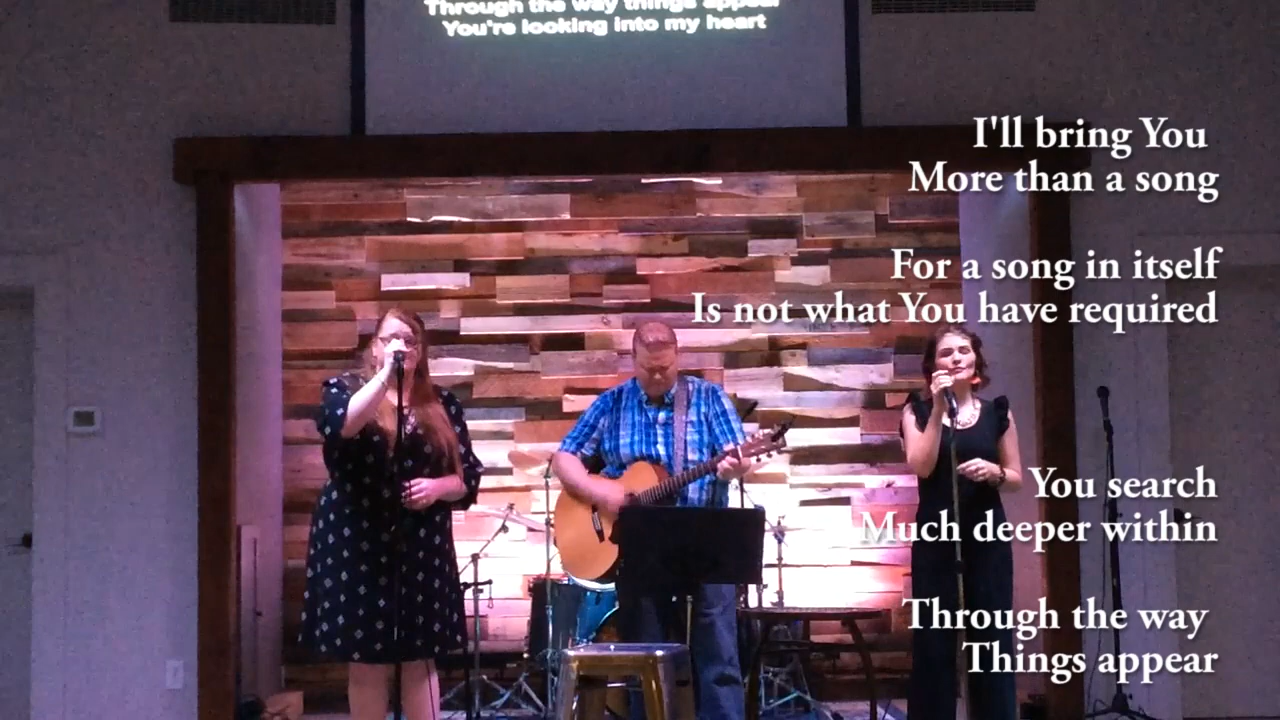 Through the way things appear
You're looking into my heart
I'll bring You
More than a song
For a song in itself
Is not what You have required
You search
Much deeper within
Through the way
Things appear